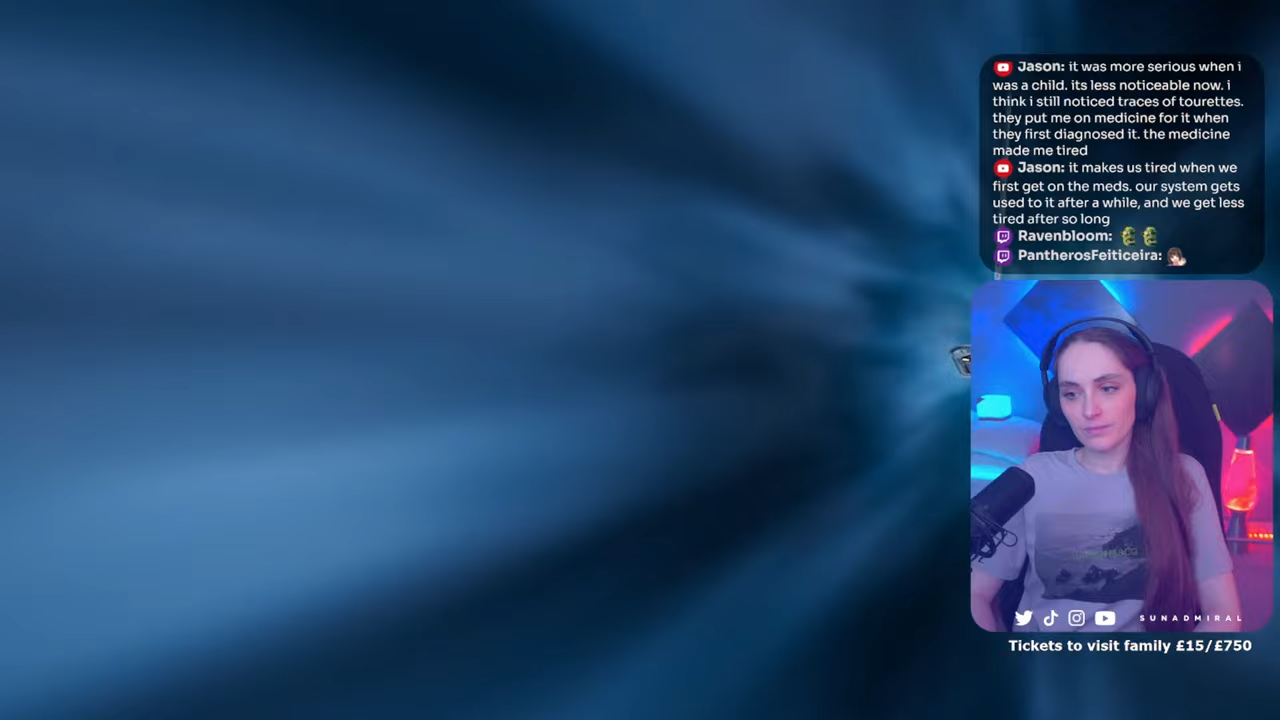 Jason: it was more serious when i
was a child. its less noticeable now. i
think i still noticed traces of tourettes.
they put me on medicine for it when
they first diagnosed it. the medicine
made me tired
Jason: it makes us tired when we
first get on the meds. our system gets
used to it after a while, and we get less
tired after so long
Ravenbloom:
PantherosFeiticeira:
SUNADMIRAL
Tickets to visit family £15/£750